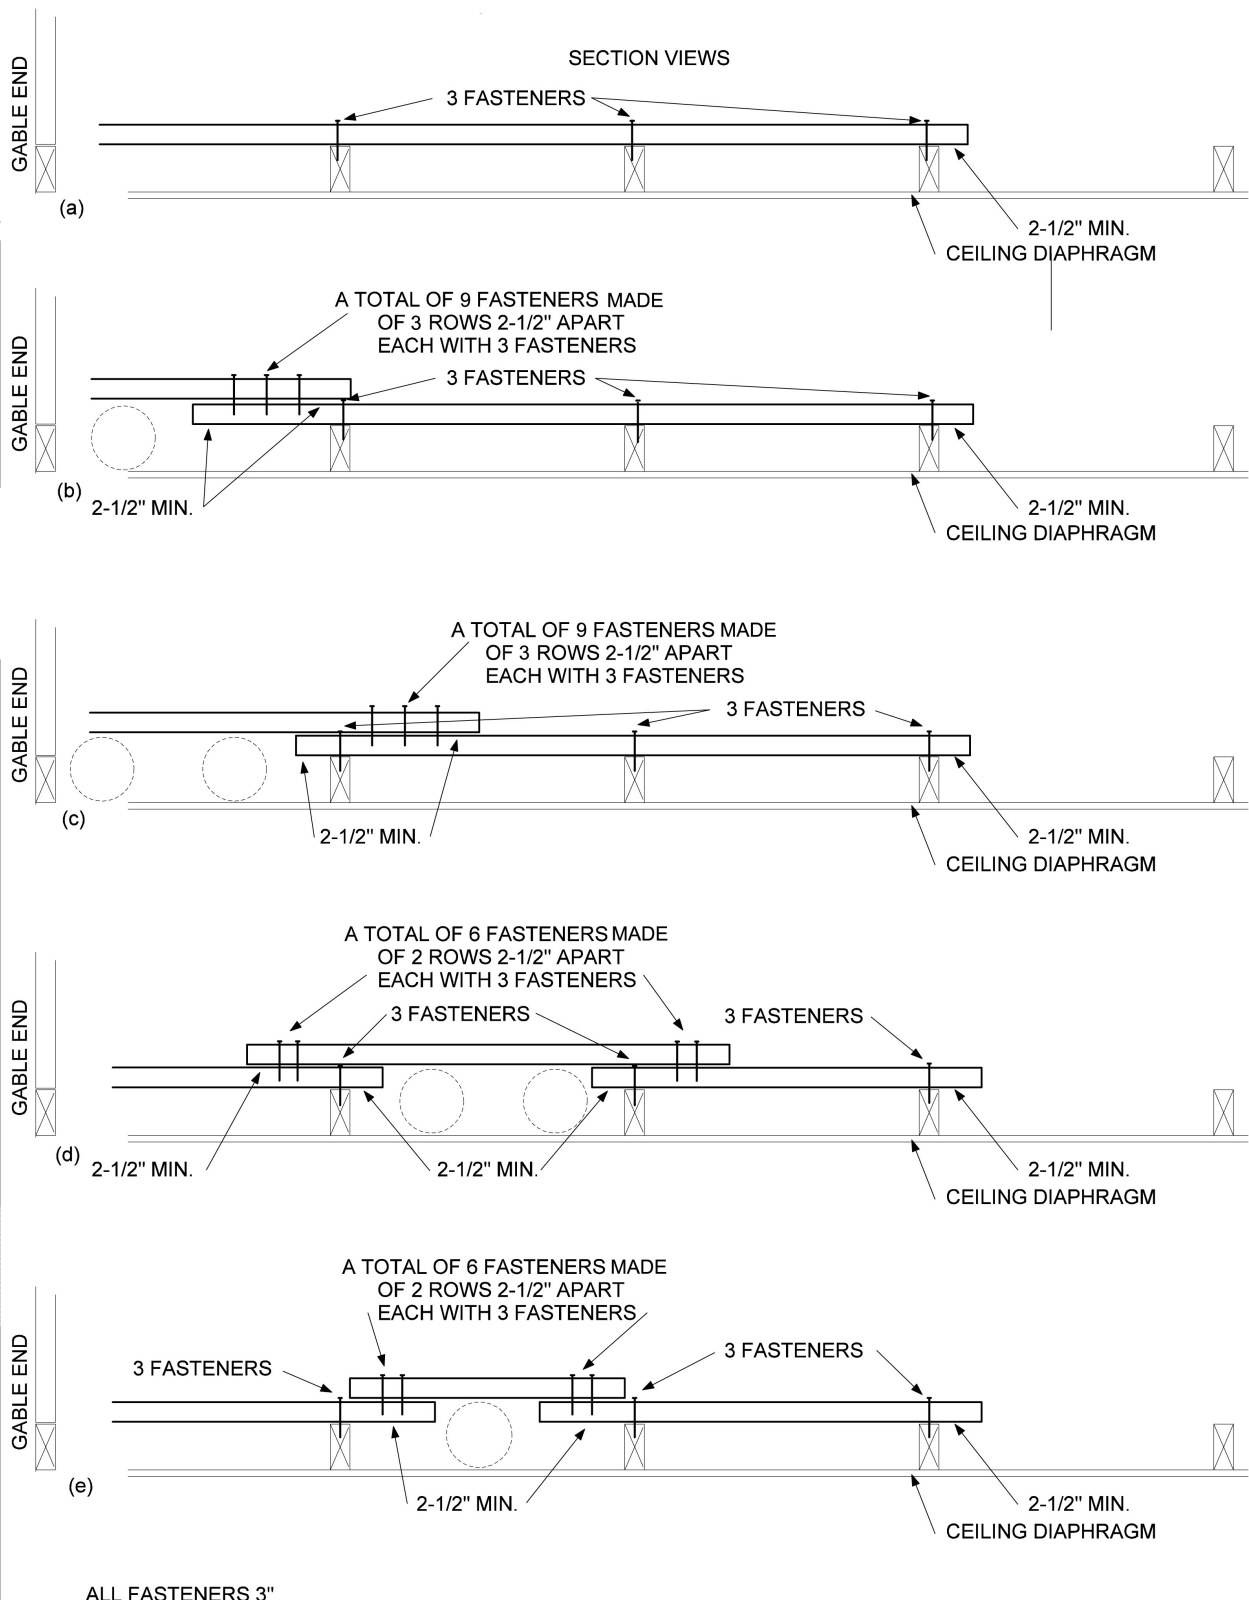 SECTION VIEWS
GABLE END
3 FASTENERS
(a)
2-1/2" MIN.
CEILING DIAPHRAGM
A TOTAL OF 9 FASTENERS MADE
OF 3 ROWS 2-1/2" APART
EACH WITH 3 FASTENERS
GABLE END
3 FASTENERS
(b)
2-1/2" MIN.
2-1/2" MIN.
CEILING DIAPHRAGM
A TOTAL OF 9 FASTENERS MADE
OF 3 ROWS 2-1/2" APART
EACH WITH 3 FASTENERS
GABLE END
3 FASTENERS
(c)
2-1/2" MIN.
2-1/2" MIN.
CEILING DIAPHRAGM
A TOTAL OF 6 FASTENERS MADE
OF 2 ROWS 2-1/2" APART
EACH WITH 3 FASTENERS
GABLE END
3 FASTENERS
3 FASTENERS
(d)
2-1/2" MIN.
2-1/2" MIN.
2-1/2" MIN.
CEILING DIAPHRAGM
A TOTAL OF 6 FASTENERS MADE
OF 2 ROWS 2-1/2" APART
EACH WITH 3 FASTENERS
GABLE END
3 FASTENERS
3 FASTENERS
(e)
2-1/2" MIN.
2-1/2" MIN.
CEILING DIAPHRAGM
ALL FASTENERS 3"